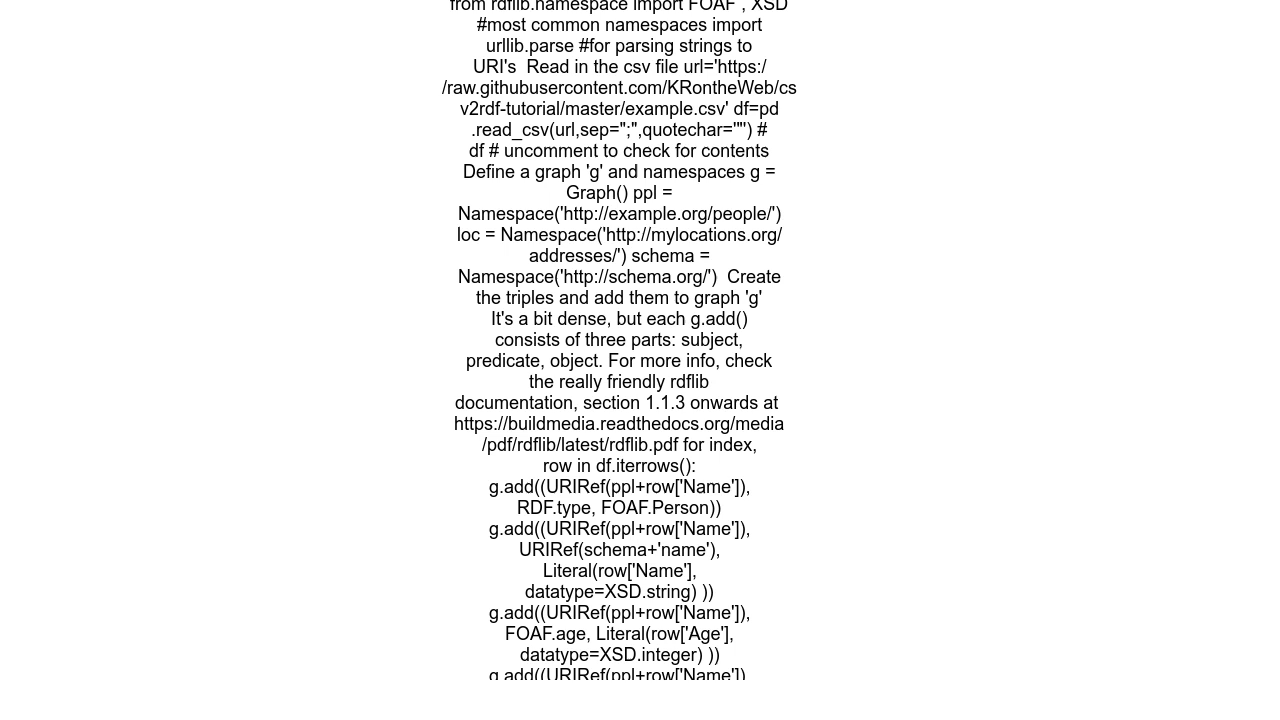 from rdflib.namespace import FOAF , XSD
#most common namespaces import
urllib.parse #for parsing strings to
URI's  Read in the csv file url='https:/
/raw.githubusercontent.com/KRontheWeb/cs
v2rdf-tutorial/master/example.csv' df=pd
.read_csv(url,sep=";",quotechar='"') #
df # uncomment to check for contents
Define a graph 'g' and namespaces g =
Graph() ppl =
Namespace('http://example.org/people/')
loc = Namespace('http://mylocations.org/
addresses/') schema =
Namespace('http://schema.org/')  Create
the triples and add them to graph 'g'
It's a bit dense, but each g.add()
consists of three parts: subject,
predicate, object. For more info, check
the really friendly rdflib
documentation, section 1.1.3 onwards at
https://buildmedia.readthedocs.org/media
/pdf/rdflib/latest/rdflib.pdf for index,
row in df.iterrows():
g.add((URIRef(ppl+row['Name']),
RDF.type, FOAF.Person))
g.add((URIRef(ppl+row['Name']),
URIRef(schema+'name'),
Literal(row['Name'],
datatype=XSD.string) ))
g.add((URIRef(ppl+row['Name']),
FOAF.age, Literal(row['Age'],
datatype=XSD.integer) ))
g.add((URIRef(ppl+row['Name']),